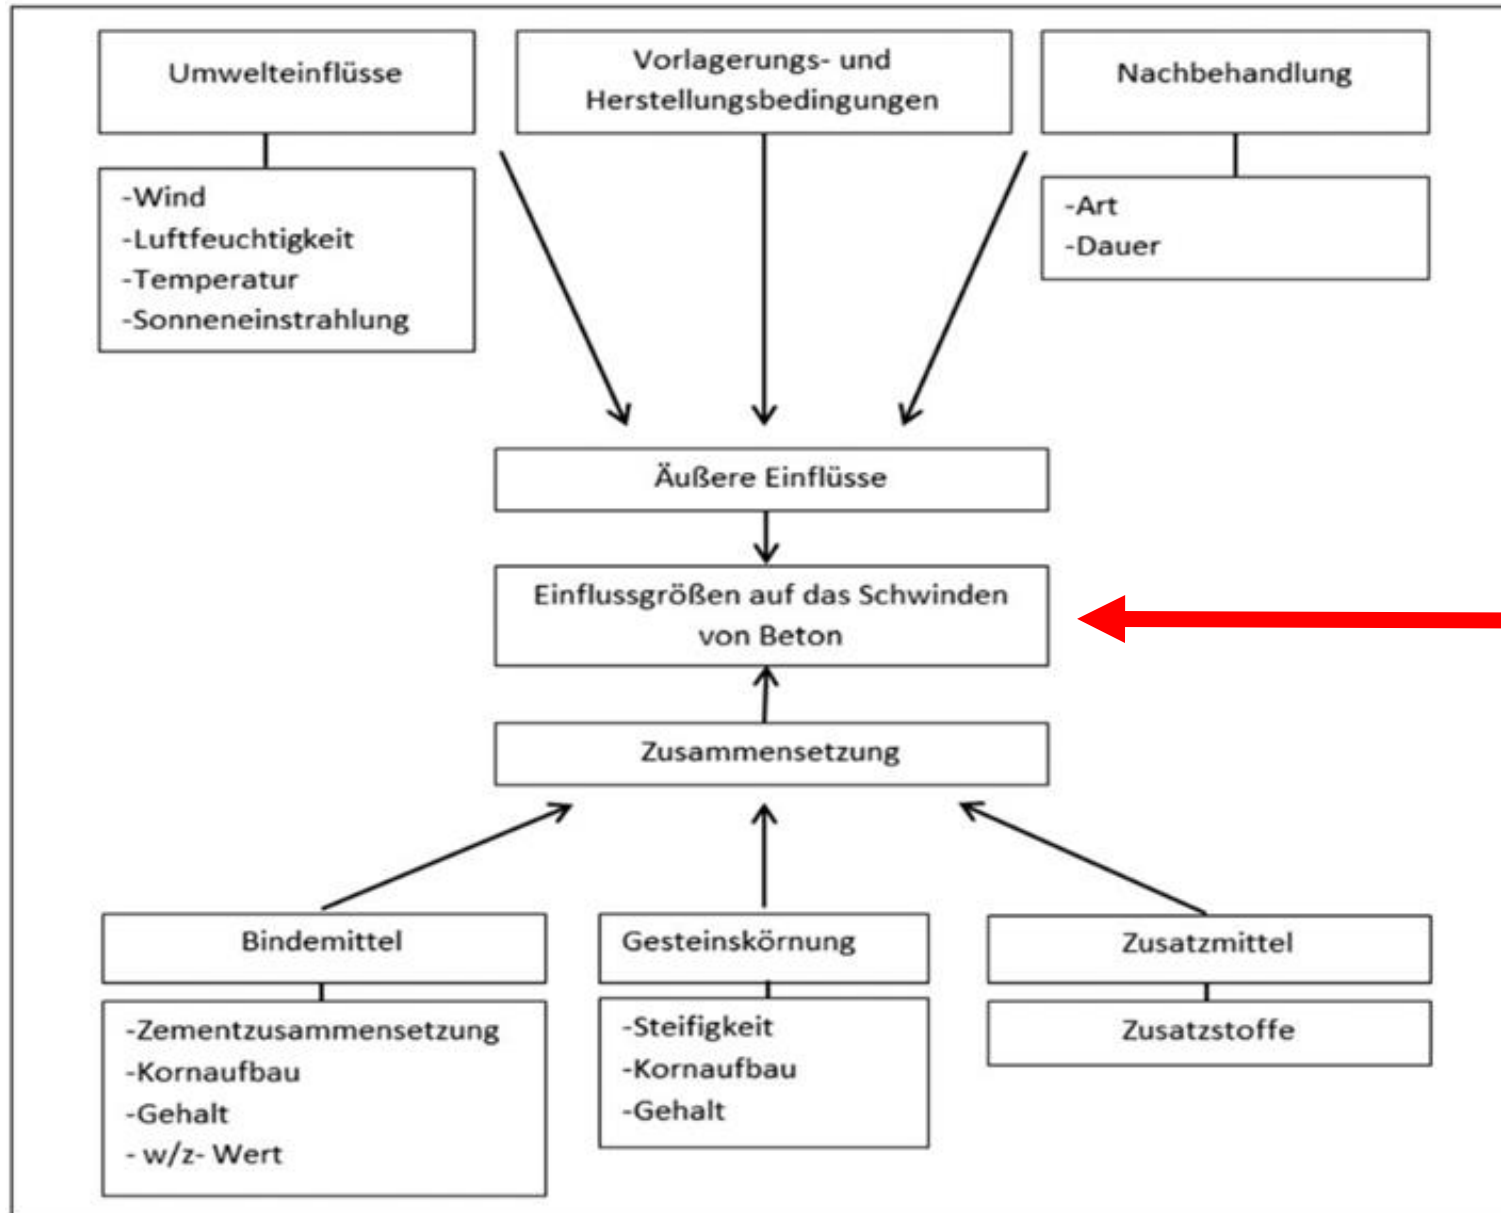 Umwelteinflüsse
-Wind
-Luftfeuchtigkeit
-Temperatur
-Sonneneinstrahlung
Vorlagerungs- und
Herstellungsbedingungen
Nachbehandlung
-Art
-Dauer
Äußere Einflüsse
Einflussgrößen auf das Schwinden
von Beton
Zusammensetzung
Bindemittel
-Zementzusammensetzung
-Kornaufbau
-Gehalt
- w/z- Wert
Gesteinskörnung
-Steifigkeit
-Kornaufbau
-Gehalt
Zusatzmittel
Zusatzstoffe